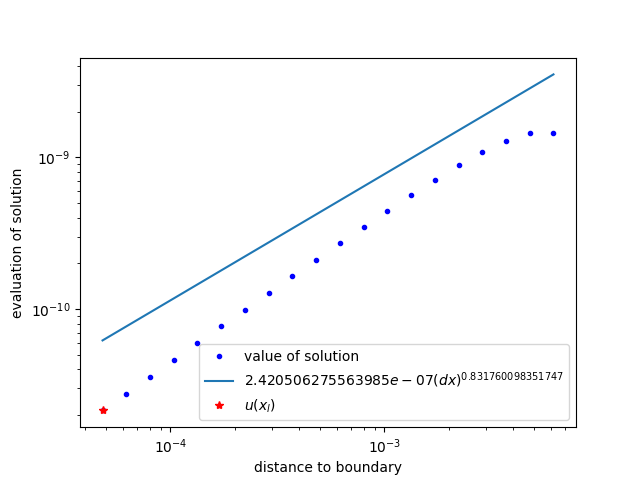 10⁻⁹
10⁻¹⁰
evaluation of solution
value of solution
2.420506275563985e − 07(dx)^0.831760098351747
u(x_l)
10⁻⁴
10⁻³
distance to boundary